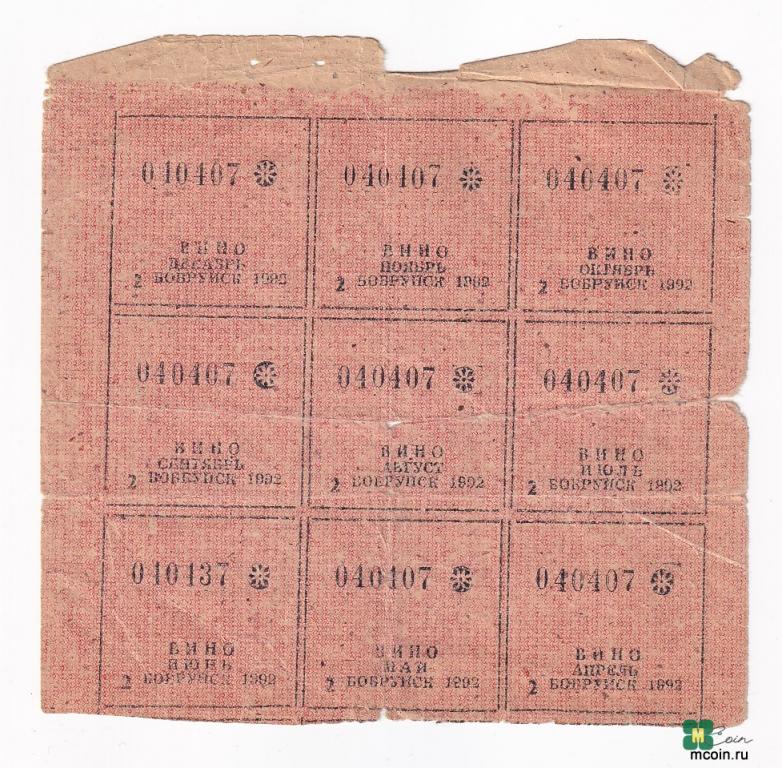 040407
ВИНО
ДЕКАБРЬ
2 БОБРУЙСК 1992
040407
ВИНО
НОЯБРЬ
2 БОБРУЙСК 1992
040407
ВИНО
ОКТЯБРЬ
2 БОБРУЙСК 1992
040407
ВИНО
СЕНТЯБРЬ
2 БОБРУЙСК 1992
040407
ВИНО
АВГУСТ
2 БОБРУЙСК 1992
040407
ВИНО
ИЮЛЬ
2 БОБРУЙСК 1992
040437
ВИНО
ИЮНЬ
2 БОБРУЙСК 1992
040407
ВИНО
МАЙ
2 БОБРУЙСК 1992
040407
ВИНО
АПРЕЛЬ
2 БОБРУЙСК 1992
M Coin
mcoin.ru